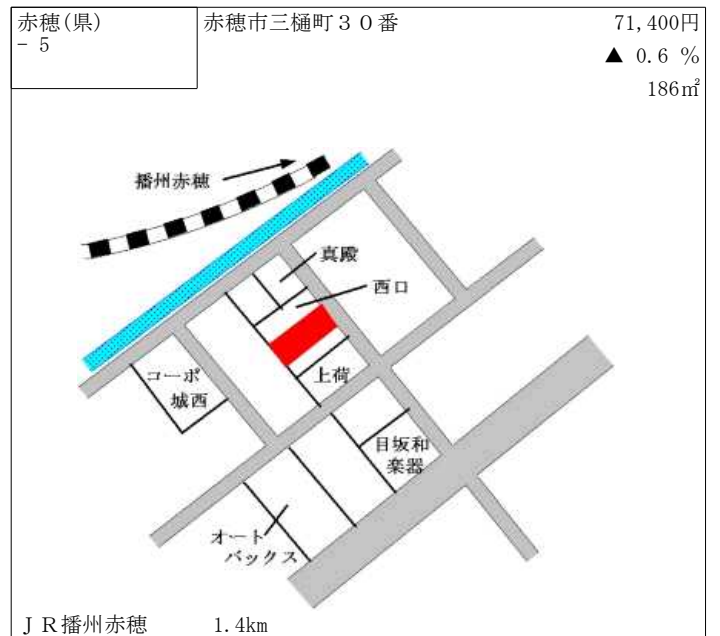 赤穂(県)
－ 5
赤穂市三樋町３０番
71,400円
▲ 0.6 %
186㎡
播州赤穂
真殿
西口
コーポ
城西
上荷
目坂和
楽器
オート
バックス
ＪＲ播州赤穂 1.4km